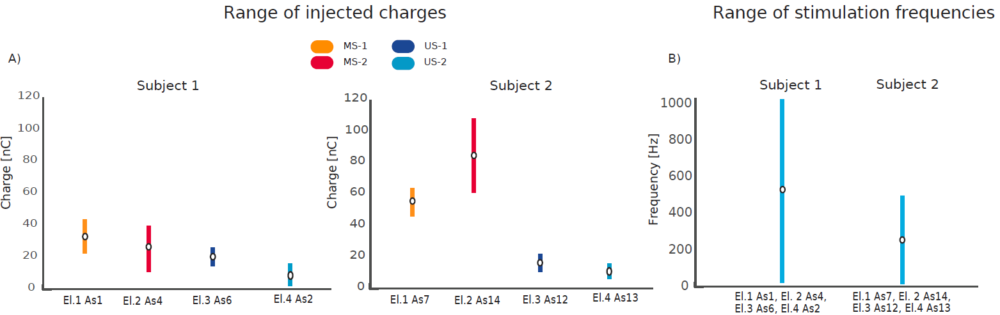 Range of injected charges
Range of stimulation frequencies
MS-1
US-1
MS-2
US-2
A)
Subject 1
Charge [nC]
120
100
80
60
40
20
0
El.1 As1
El.2 As4
El.3 As6
El.4 As2
Subject 2
Charge [nC]
120
100
80
60
40
20
0
El.1 As7
El.2 As14
El.3 As12
El.4 As13
B)
Subject 1
Subject 2
Frequency [Hz]
1000
800
600
400
200
0
El.1 As1, El. 2 As4,
El.3 As6, El.4 As2
El.1 As7, El. 2 As14,
El.3 As12, El.4 As13